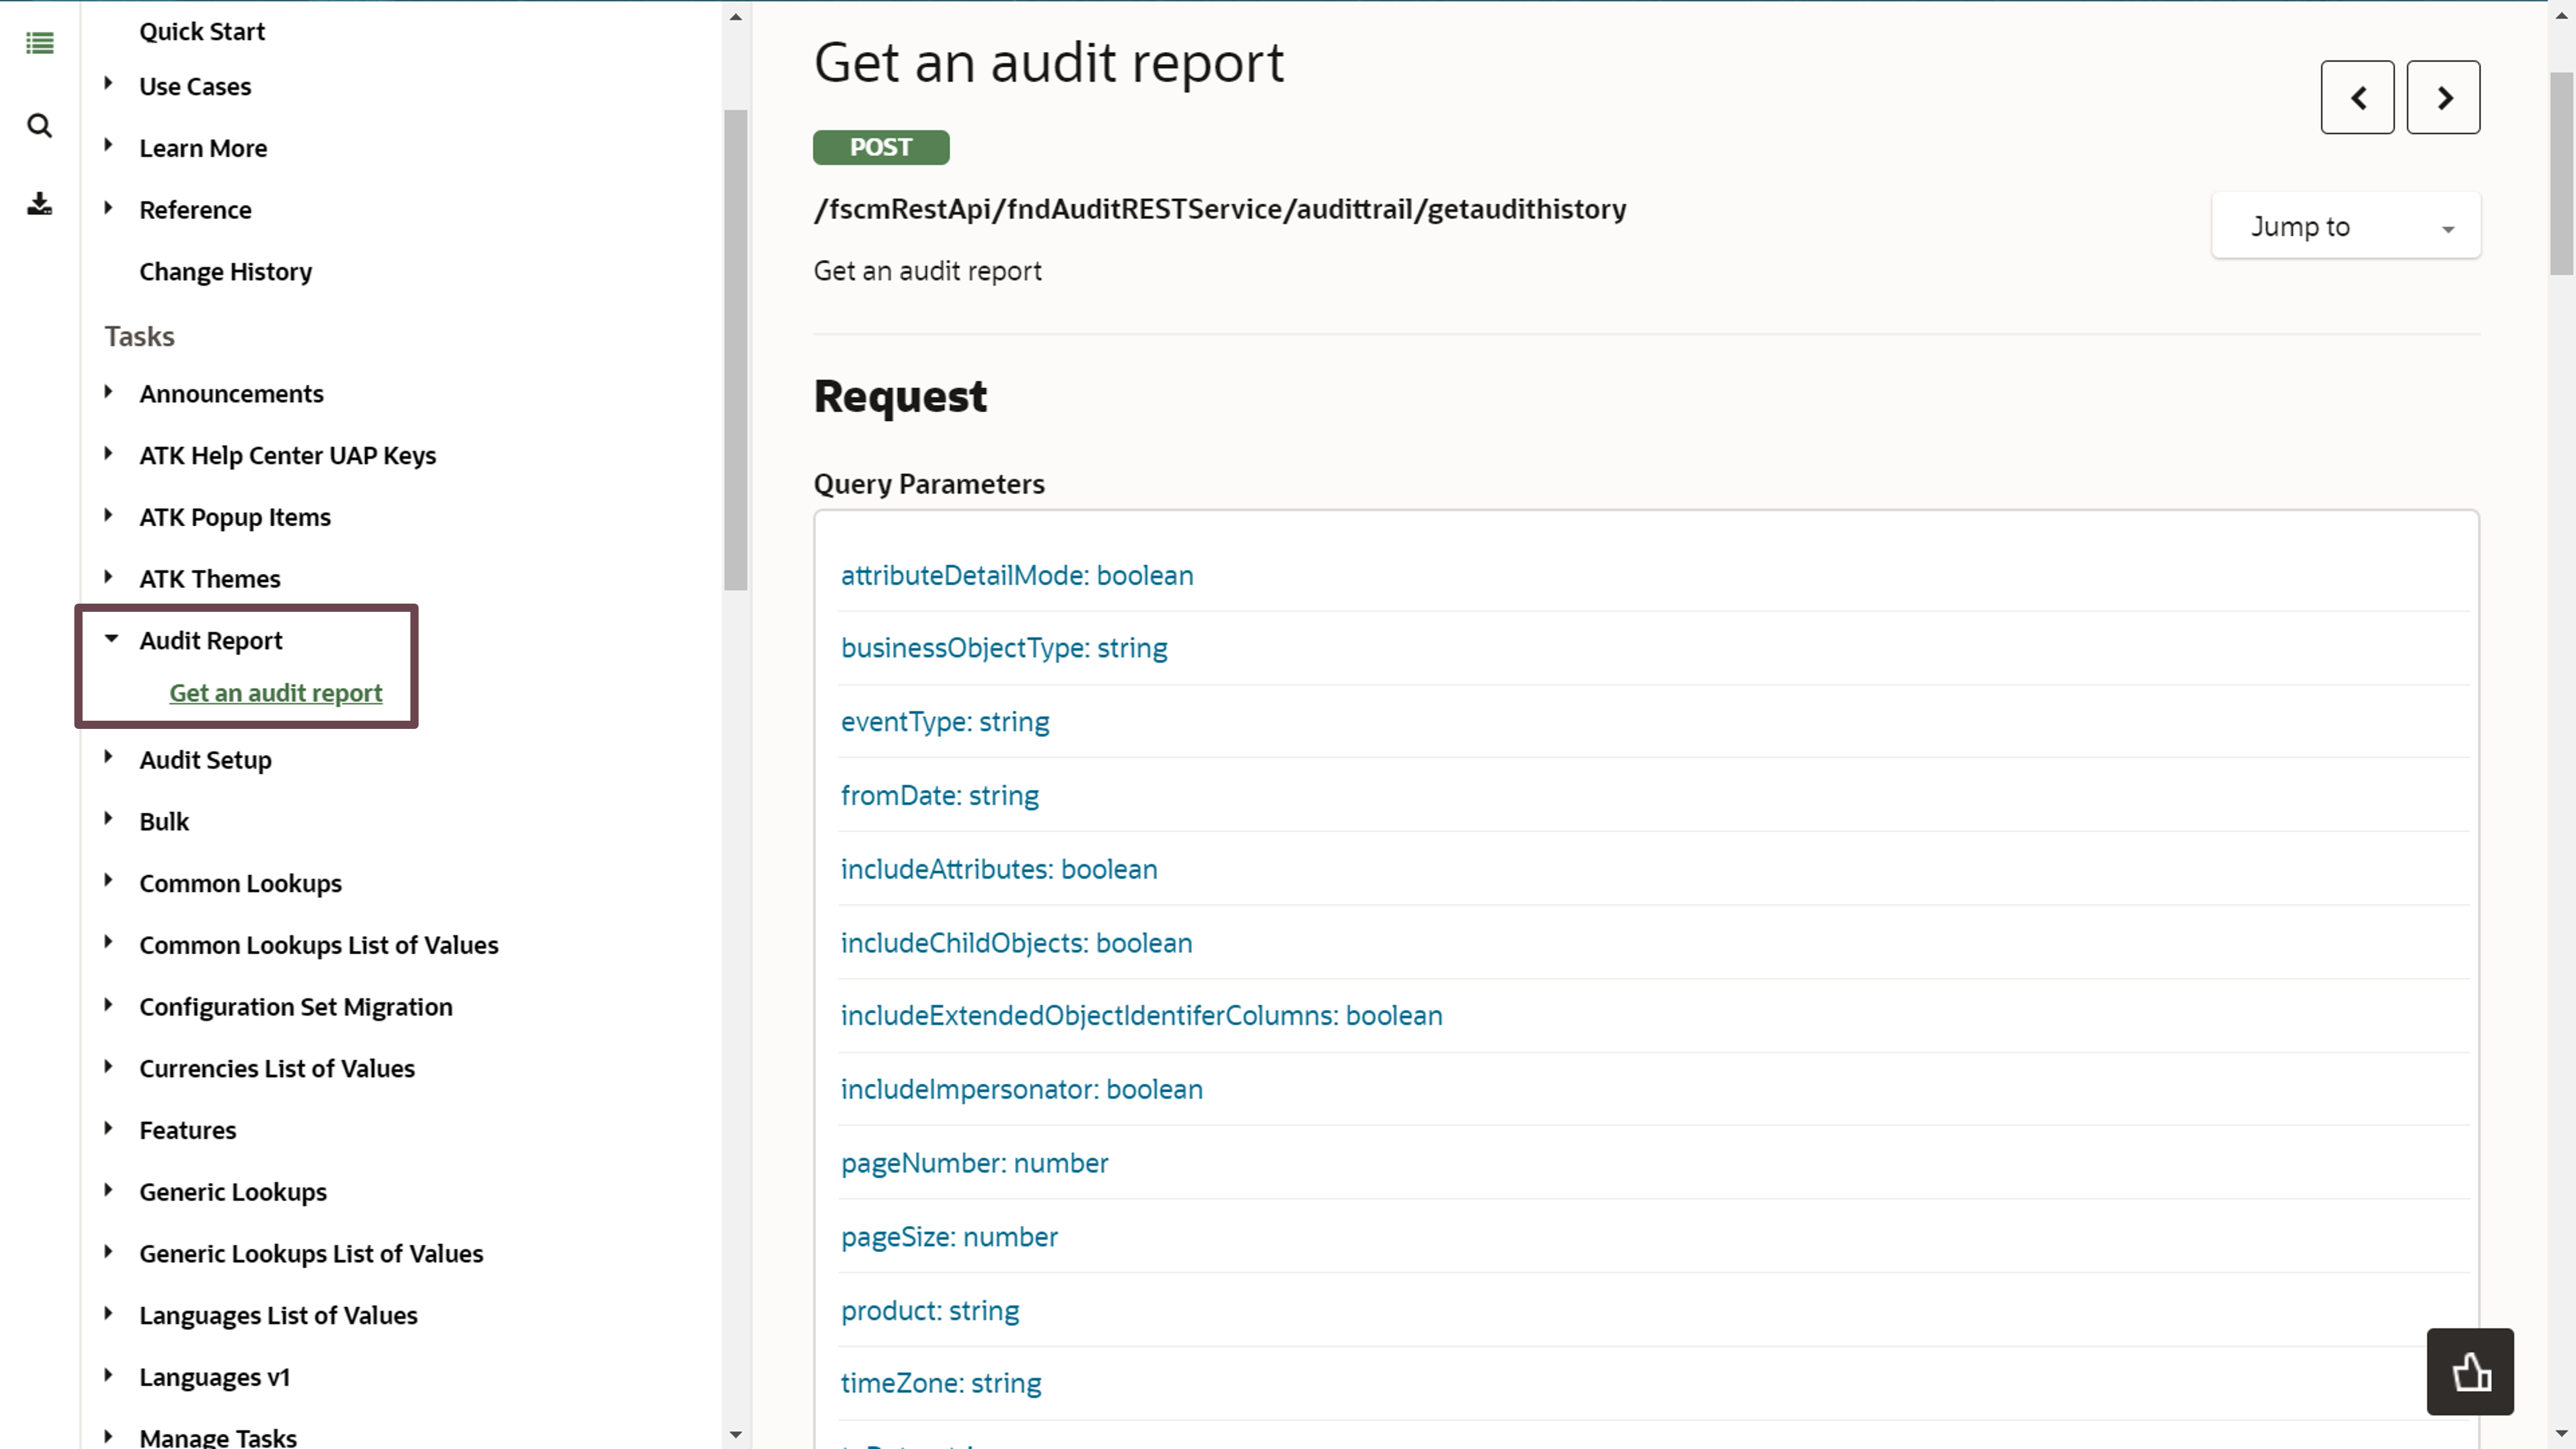 Quick Start
Use Cases
Learn More
Reference
Change History
Tasks
Announcements
ATK Help Center UAP Keys
ATK Popup Items
ATK Themes
Audit Report
Get an audit report
Audit Setup
Bulk
Common Lookups
Common Lookups List of Values
Configuration Set Migration
Currencies List of Values
Features
Generic Lookups
Generic Lookups List of Values
Languages List of Values
Languages v1
Manage Tasks
Get an audit report
POST
/fscmRestApi/fndAuditRESTService/audittrail/getaudithistory
Jump to
Get an audit report
Request
Query Parameters
attributeDetailMode: boolean
businessObjectType: string
eventType: string
fromDate: string
includeAttributes: boolean
includeChildObjects: boolean
includeExtendedObjectIdentiferColumns: boolean
includeImpersonator: boolean
pageNumber: number
pageSize: number
product: string
timeZone: string